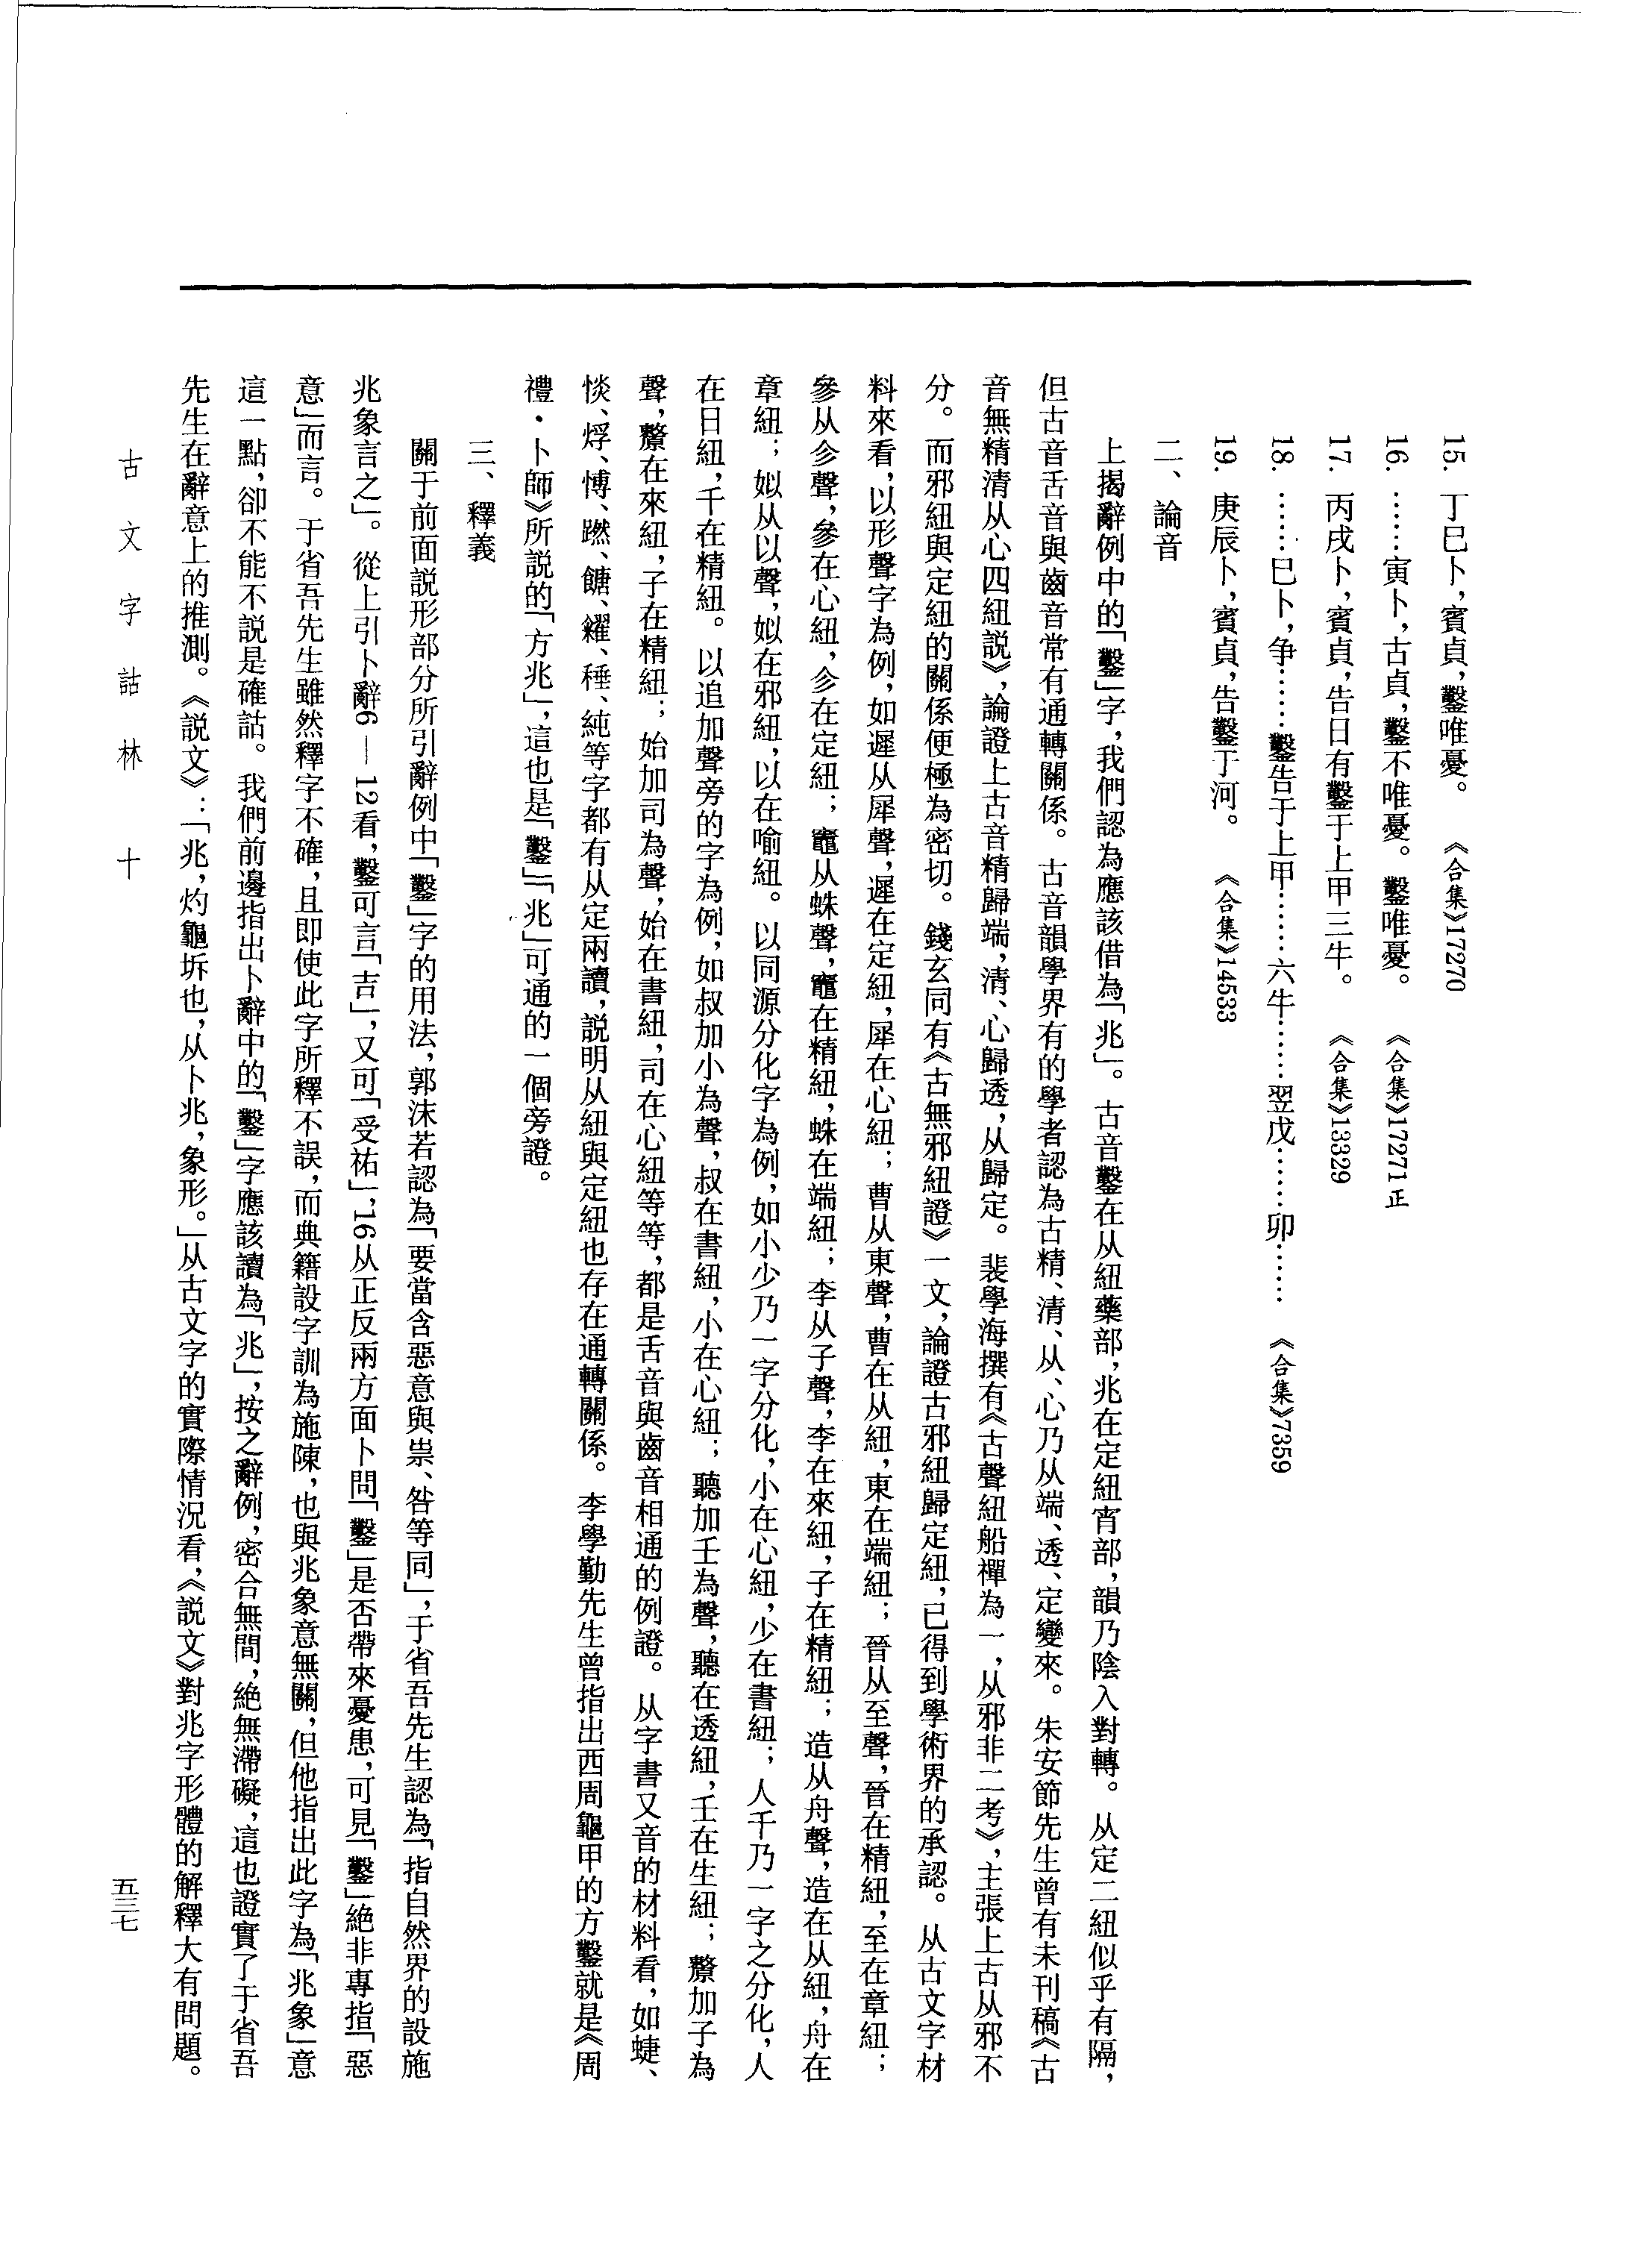 15. 丁巳卜，賓貞，鑿唯憂。　《合集》17270
16. ……寅卜，古貞，鑿不唯憂。鑿唯憂。　《合集》17271正
17. 丙戌卜，賓貞，告日有鑿于上甲三牛。　《合集》13329
18. ……巳卜，争……鑿告于上甲……六牛……翌戊……卯……　《合集》7359
19. 庚辰卜，賓貞，告鑿于河。　《合集》14533
二、論音
上揭辭例中的「鑿」字，我們認為應該借為「兆」。古音鑿在从紐藥部，兆在定紐宵部，韻乃陰入對轉。从定二紐似乎有隔，
但古音舌音與齒音常有通轉關係。古音韻學界有的學者認為古精、清、从、心乃从端、透、定變來。朱安節先生曾有未刊稿《古
音無精清从心四紐説》，論證上古音精歸端，清、心歸透，从歸定。裴學海撰有《古聲紐船禪為一，从邪非二考》，主張上古从邪不
分。而邪紐與定紐的關係便極為密切。錢玄同有《古無邪紐證》一文，論證古邪紐歸定紐，已得到學術界的承認。从古文字材
料來看，以形聲字為例，如遲从犀聲，遲在定紐，犀在心紐；曹从東聲，曹在从紐，東在端紐；晉从至聲，晉在精紐，至在章紐；
參从㐱聲，參在心紐，㐱在定紐；竈从蛛聲，竈在精紐，蛛在端紐；李从子聲，李在來紐，子在精紐；造从舟聲，造在从紐，舟在
章紐；姒从以聲，姒在邪紐，以在喻紐。以同源分化字為例，如小少乃一字分化，小在心紐，少在書紐；人千乃一字之分化，人
在日紐，千在精紐。以追加聲旁的字為例，如叔加小為聲，叔在書紐，小在心紐；聽加壬為聲，聽在透紐，壬在生紐；釐加子為
聲，釐在來紐，子在精紐；始加司為聲，始在書紐，司在心紐等等，都是舌音與齒音相通的例證。从字書又音的材料看，如蜨、
惔、烰、愽、蹨、餹、糴、種、純等字都有从定兩讀，説明从紐與定紐也存在通轉關係。李學勤先生曾指出西周龜甲的方鑿就是《周
禮·卜師》所説的「方兆」，這也是「鑿」「兆」可通的一個旁證。
三、釋義
關于前面説形部分所引辭例中「鑿」字的用法，郭沫若認為「要當含惡意與祟、咎等同」，于省吾先生認為「指自然界的設施
兆象言之」。從上引卜辭6—12看，鑿可言「吉」，又可「受祐」，16从正反兩方面卜問「鑿」是否帶來憂患，可見「鑿」絕非專指「惡
意」而言。于省吾先生雖然釋字不確，且即使此字所釋不誤，而典籍設字訓為施陳，也與兆象意無關，但他指出此字為「兆象」意
這一點，卻不能不説是確詁。我們前邊指出卜辭中的「鑿」字應該讀為「兆」，按之辭例，密合無間，絕無滯礙，這也證實了于省吾
先生在辭意上的推測。《説文》：「兆，灼龜坼也，从卜兆，象形。」从古文字的實際情況看，《説文》對兆字形體的解釋大有問題。
古文字詁林　十
五三七